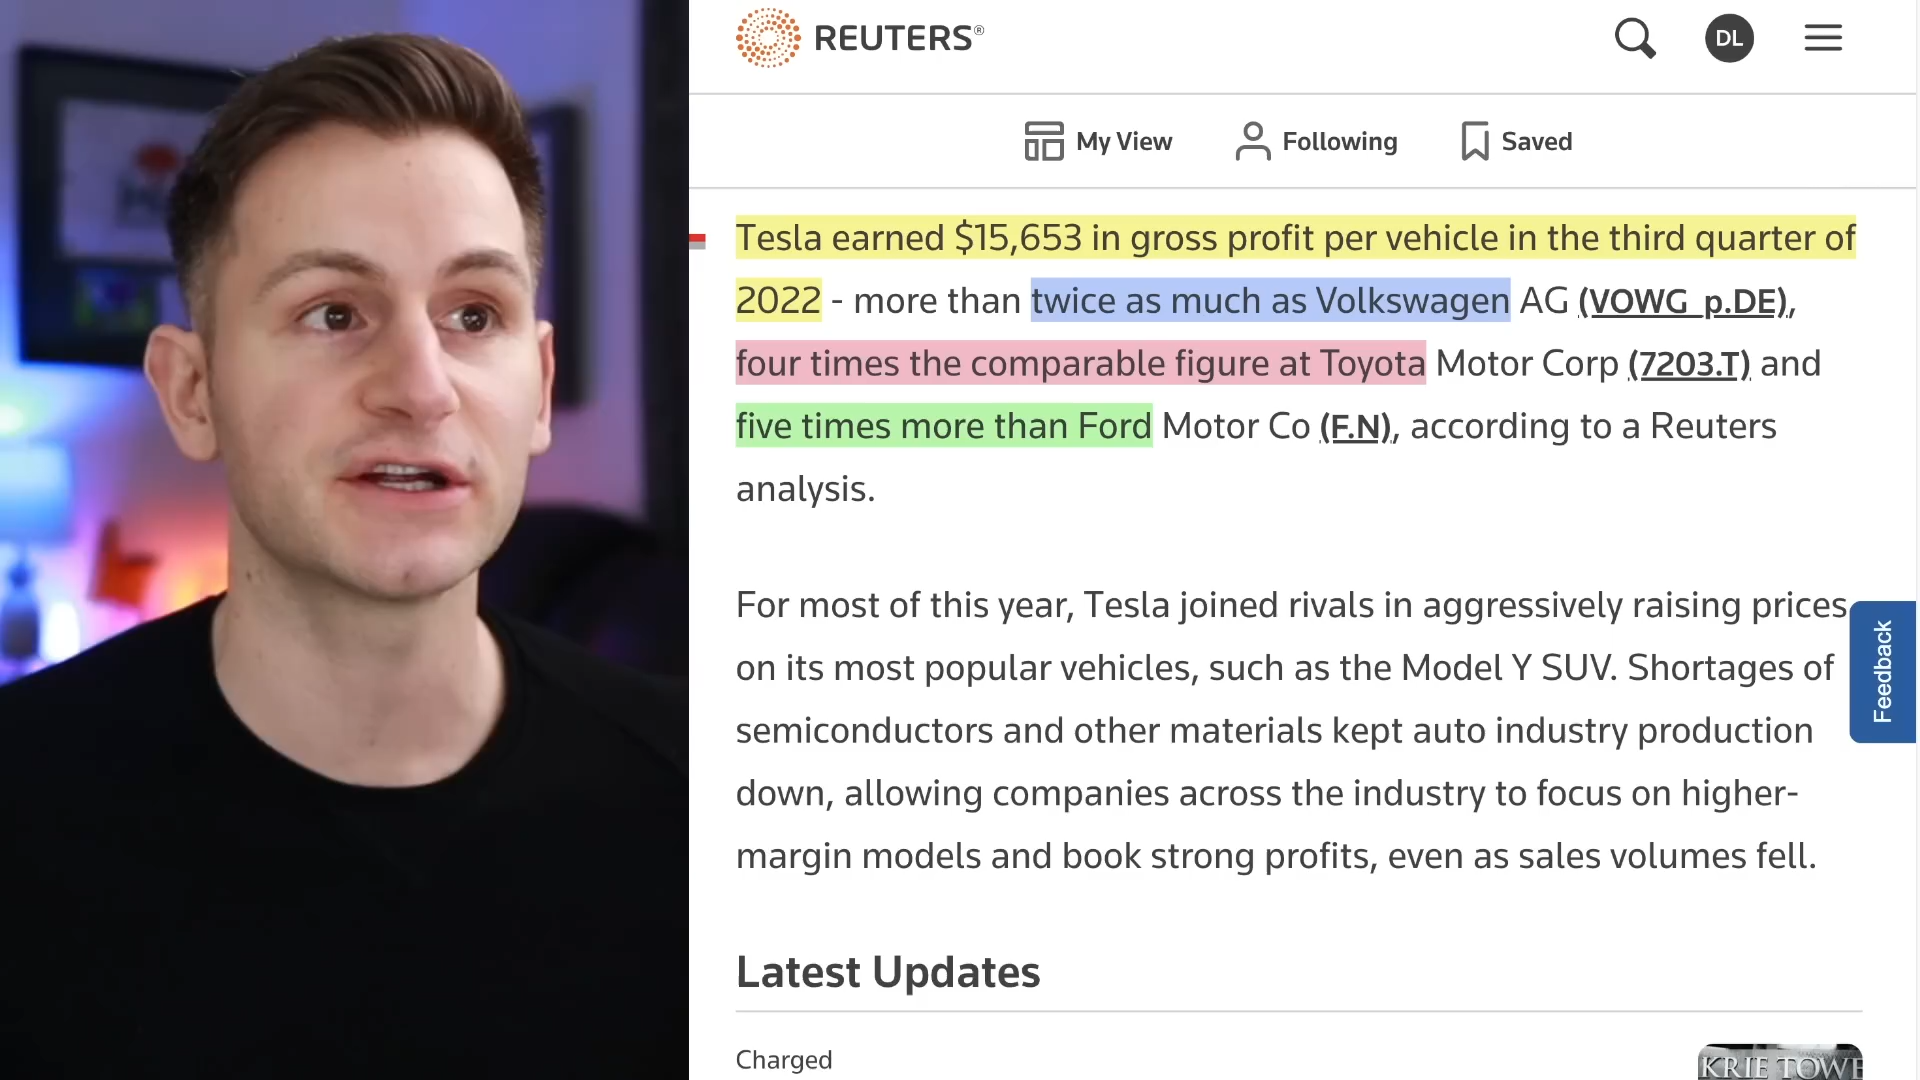 REUTERS®
DL
My View
Following
Saved
Tesla earned $15,653 in gross profit per vehicle in the third quarter of
2022 - more than twice as much as Volkswagen AG (VOWG_p.DE),
four times the comparable figure at Toyota Motor Corp (7203.T) and
five times more than Ford Motor Co (F.N), according to a Reuters
analysis.
For most of this year, Tesla joined rivals in aggressively raising prices
on its most popular vehicles, such as the Model Y SUV. Shortages of
semiconductors and other materials kept auto industry production
down, allowing companies across the industry to focus on higher-
margin models and book strong profits, even as sales volumes fell.
Feedback
Latest Updates
Charged